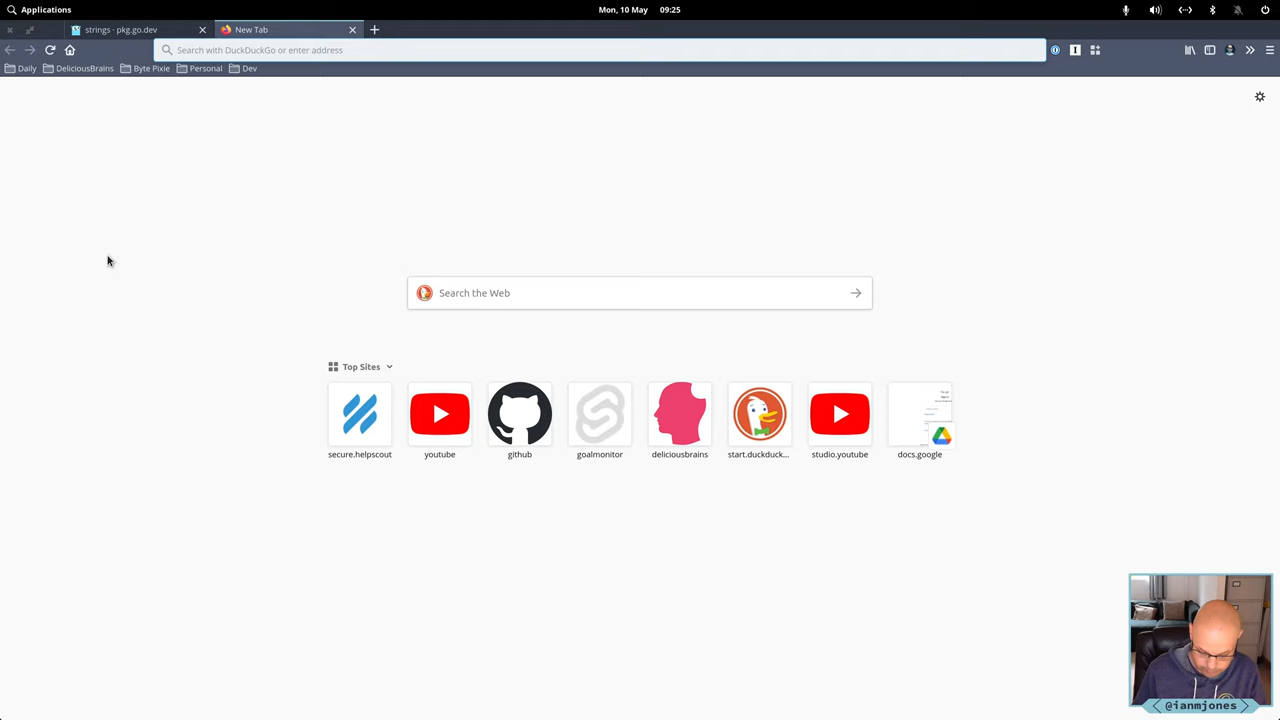 Applications
Mon, 10 May 09:25
strings · pkg.go.dev
New Tab
Search with DuckDuckGo or enter address
Daily
DeliciousBrains
Byte Pixie
Personal
Dev
Search the Web
Top Sites
secure.helpscout
youtube
github
goalmonitor
deliciousbrains
start.duckduck...
studio.youtube
docs.google
@ianmjones